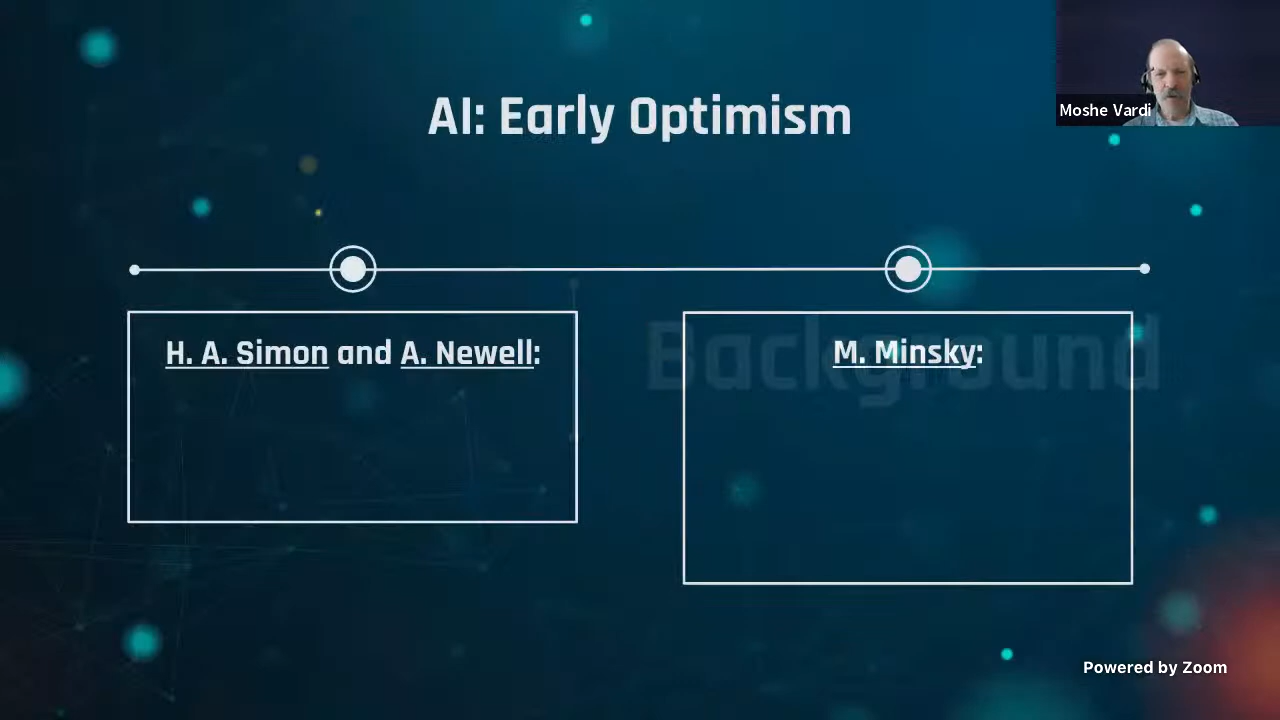 AI: Early Optimism
Moshe Vardi
H. A. Simon and A. Newell:
M. Minsky:
Background
Powered by Zoom